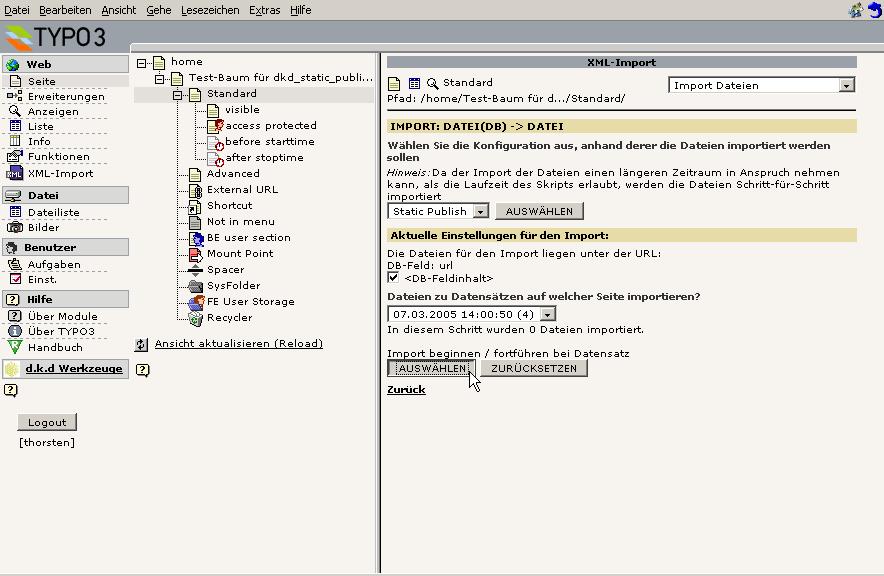 Datei Bearbeiten Ansicht Gehe Lesezeichen Extras Hilfe
TYPO3
Web
Seite
Erweiterungen
Anzeigen
Liste
Info
Funktionen
XML-Import
Datei
Dateiliste
Bilder
Benutzer
Aufgaben
Einst.
Hilfe
Über Module
Über TYPO3
Handbuch
d.k.d Werkzeuge
Logout
[thorsten]
home
Test-Baum für dkd_static_publi...
Standard
visible
access protected
before starttime
after stoptime
Advanced
External URL
Shortcut
Not in menu
BE user section
Mount Point
Spacer
SysFolder
FE User Storage
Recycler
Ansicht aktualisieren (Reload)
XML-Import
Standard
Import Dateien
Pfad: /home/Test-Baum für d.../Standard/
IMPORT: DATEI(DB) -> DATEI
Wählen Sie die Konfiguration aus, anhand derer die Dateien importiert werden
sollen
Hinweis: Da der Import der Dateien einen längeren Zeitraum in Anspruch nehmen
kann, als die Laufzeit des Skripts erlaubt, werden die Dateien Schritt-für-Schritt
importiert
Static Publish AUSWÄHLEN
Aktuelle Einstellungen für den Import:
Die Dateien für den Import liegen unter der URL:
DB-Feld: url
<DB-Feldinhalt>
Dateien zu Datensätzen auf welcher Seite importieren?
07.03.2005 14:00:50 (4)
In diesem Schritt wurden 0 Dateien importiert.
Import beginnen / fortführen bei Datensatz
AUSWÄHLEN ZURÜCKSETZEN
Zurück